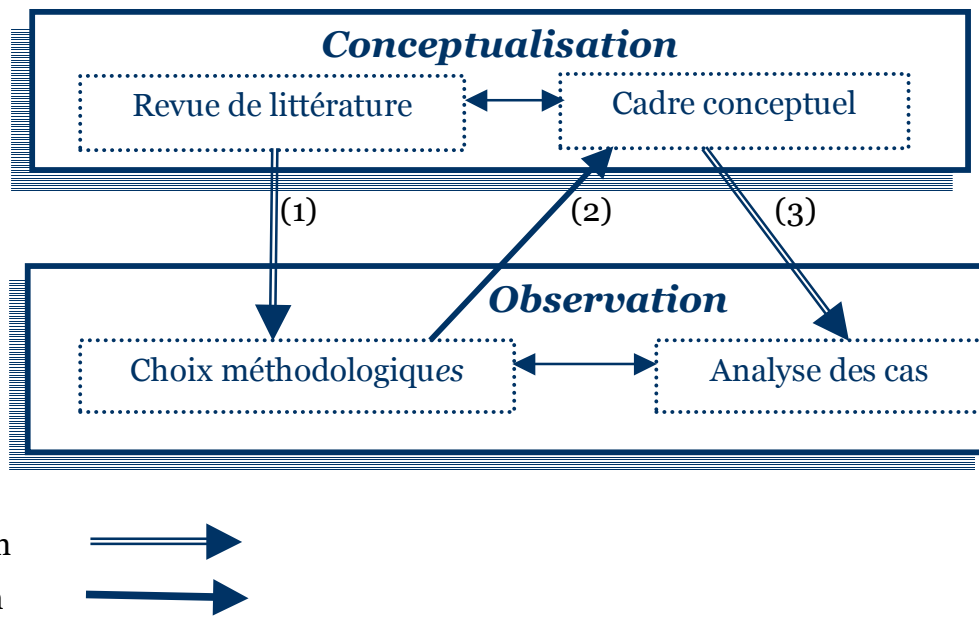 Conceptualisation
Revue de littérature
Cadre conceptuel
(1)
(2)
(3)
Observation
Choix méthodologiques
Analyse des cas